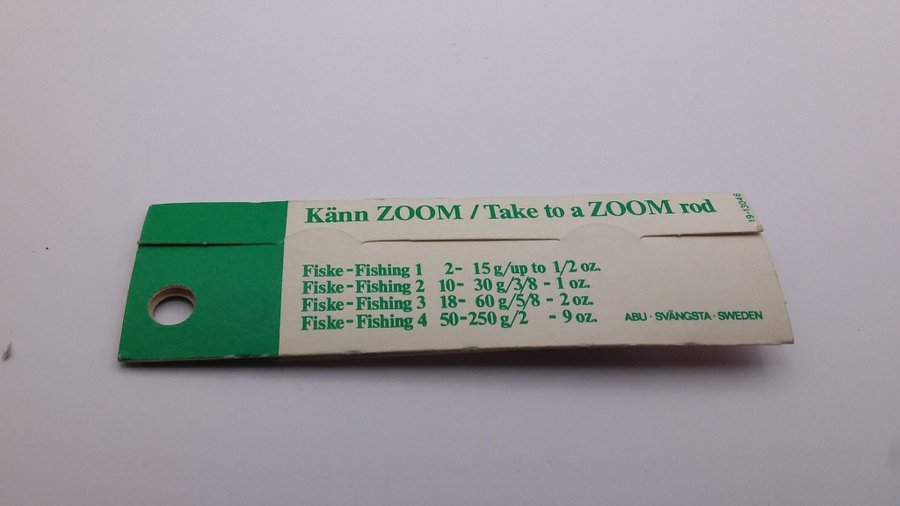 Känn ZOOM / Take to a ZOOM rod
19-13046
Fiske-Fishing 1 2- 15 g/up to 1/2 oz.
Fiske-Fishing 2 10- 30 g/3/8 - 1 oz.
Fiske-Fishing 3 18- 60 g/5/8 - 2 oz.
Fiske-Fishing 4 50-250 g/2 - 9 oz.
ABU · SVÄNGSTA · SWEDEN